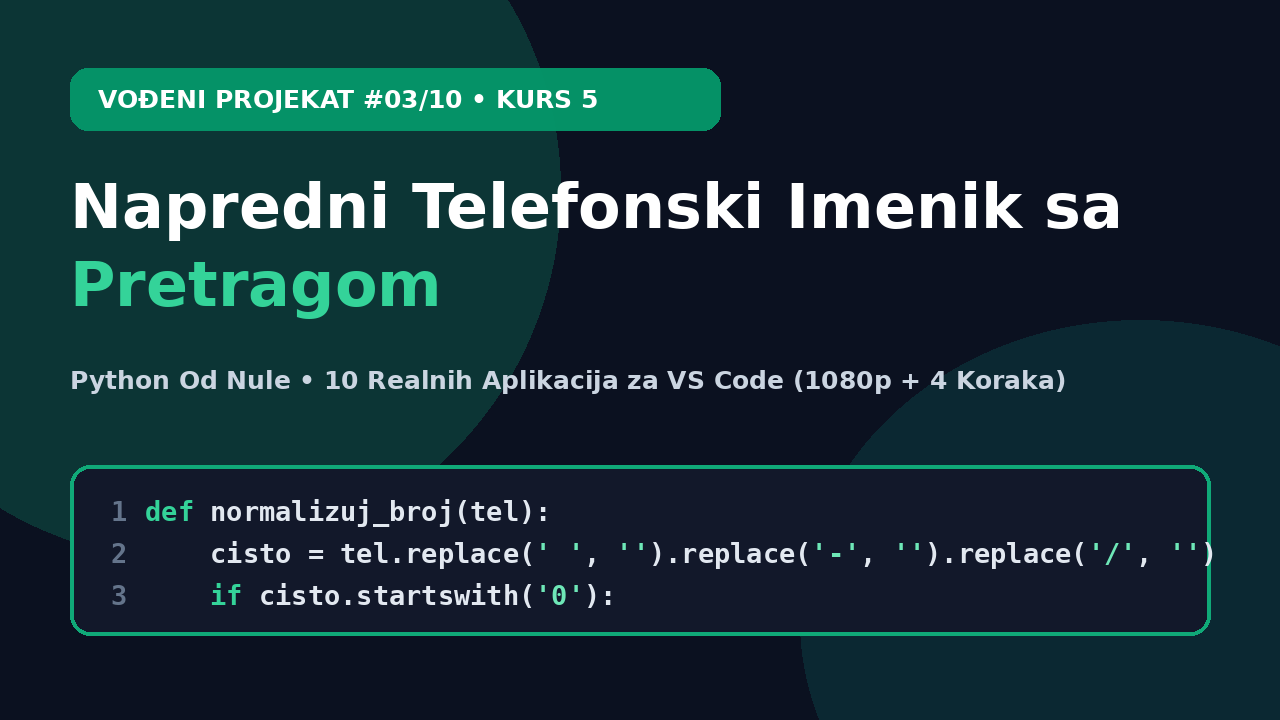 VOĐENI PROJEKAT #03/10 • KURS 5
Napredni Telefonski Imenik sa
Pretragom
Python Od Nule • 10 Realnih Aplikacija za VS Code (1080p + 4 Koraka)
1 def normalizuj_broj(tel):
2     cisto = tel.replace(' ', '').replace('-', '').replace('/', '')
3     if cisto.startswith('0'):